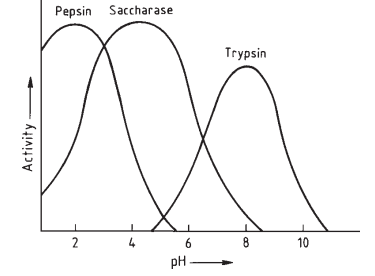 Pepsin Saccharase
Trypsin
Activity
2 4 6 8 10
pH